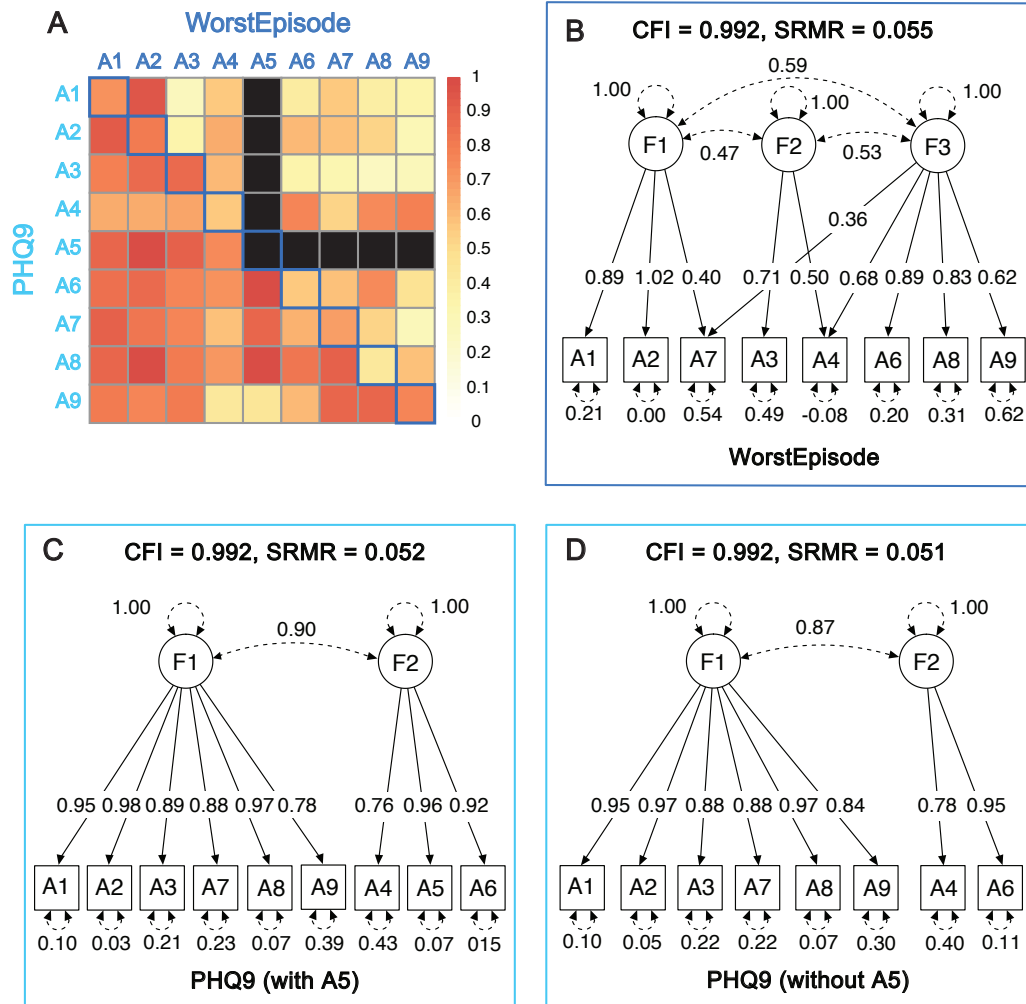 A
WorstEpisode
A1 A2 A3 A4 A5 A6 A7 A8 A9
PHQ9
A1
A2
A3
A4
A5
A6
A7
A8
A9
1
0.9
0.8
0.7
0.6
0.5
0.4
0.3
0.2
0.1
0
B
CFI = 0.992, SRMR = 0.055
0.59
1.00 1.00 1.00
F1 F2 F3
0.47 0.53
0.36
0.89 1.02 0.40 0.71 0.50 0.68 0.89 0.83 0.62
A1 A2 A7 A3 A4 A6 A8 A9
0.21 0.00 0.54 0.49 -0.08 0.20 0.31 0.62
WorstEpisode
C
CFI = 0.992, SRMR = 0.052
1.00 1.00
0.90
F1 F2
0.95 0.98 0.89 0.88 0.97 0.78 0.76 0.96 0.92
A1 A2 A3 A7 A8 A9 A4 A5 A6
0.10 0.03 0.21 0.23 0.07 0.39 0.43 0.07 015
PHQ9 (with A5)
D
CFI = 0.992, SRMR = 0.051
1.00 1.00
0.87
F1 F2
0.95 0.97 0.88 0.88 0.97 0.84 0.78 0.95
A1 A2 A3 A7 A8 A9 A4 A6
0.10 0.05 0.22 0.22 0.07 0.30 0.40 0.11
PHQ9 (without A5)